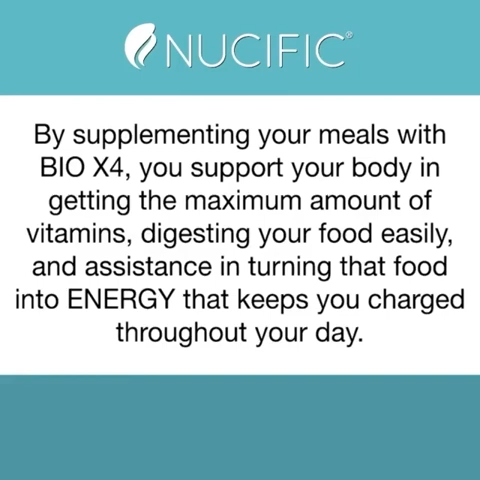 NUCIFIC®
By supplementing your meals with
BIO X4, you support your body in
getting the maximum amount of
vitamins, digesting your food easily,
and assistance in turning that food
into ENERGY that keeps you charged
throughout your day.